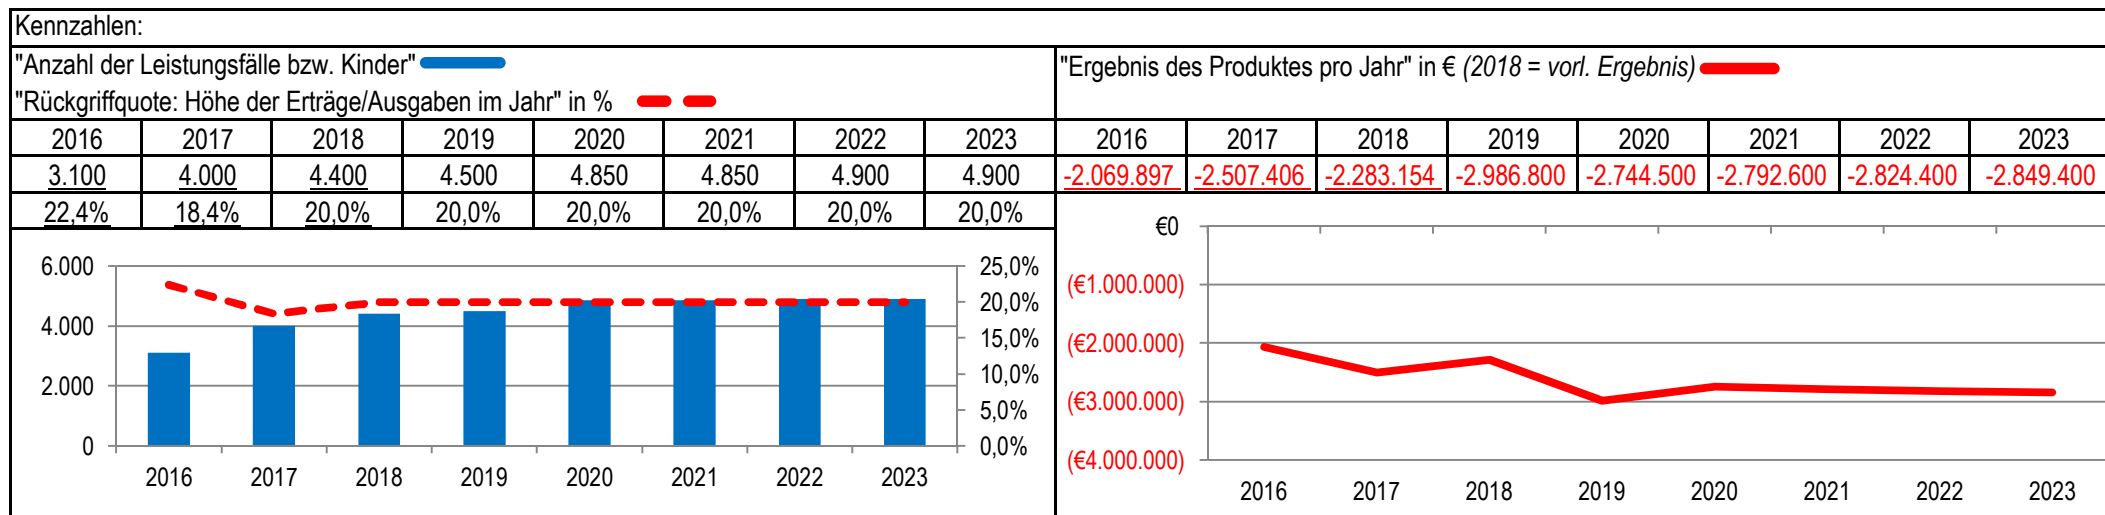 Kennzahlen:
"Anzahl der Leistungsfälle bzw. Kinder"
"Rückgriffquote: Höhe der Erträge/Ausgaben im Jahr" in %
"Ergebnis des Produktes pro Jahr" in € (2018 = vorl. Ergebnis)
2016 2017 2018 2019 2020 2021 2022 2023
3.100 4.000 4.400 4.500 4.850 4.850 4.900 4.900
22,4% 18,4% 20,0% 20,0% 20,0% 20,0% 20,0% 20,0%
2016 2017 2018 2019 2020 2021 2022 2023
-2.069.897 -2.507.406 -2.283.154 -2.986.800 -2.744.500 -2.792.600 -2.824.400 -2.849.400
6.000
4.000
2.000
0
25,0%
20,0%
15,0%
10,0%
5,0%
0,0%
2016 2017 2018 2019 2020 2021 2022 2023
€0
(€1.000.000)
(€2.000.000)
(€3.000.000)
(€4.000.000)
2016 2017 2018 2019 2020 2021 2022 2023